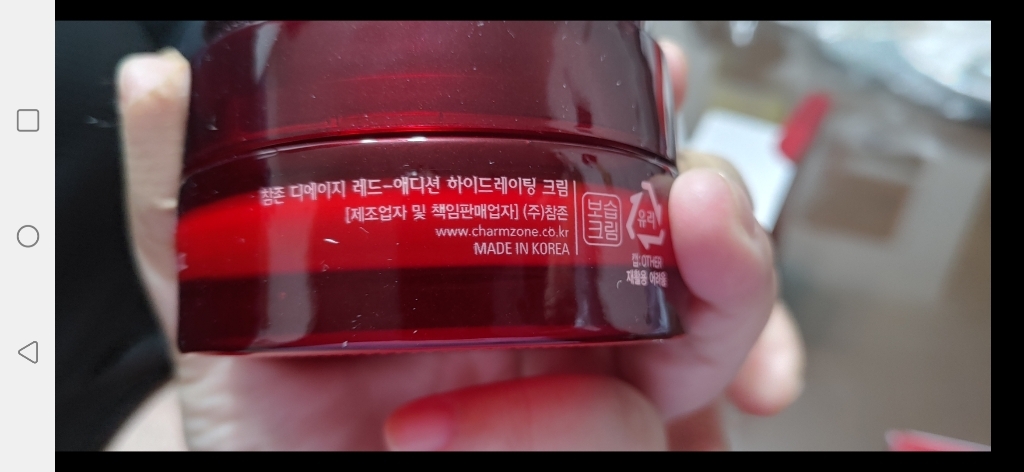 참존 디에이지 레드-애디션 하이드레이팅 크림
[제조업자 및 책임판매업자] (주)참존
www.charmzone.co.kr
MADE IN KOREA
보습
크림
유리
캡:OTHER
재활용 어려움